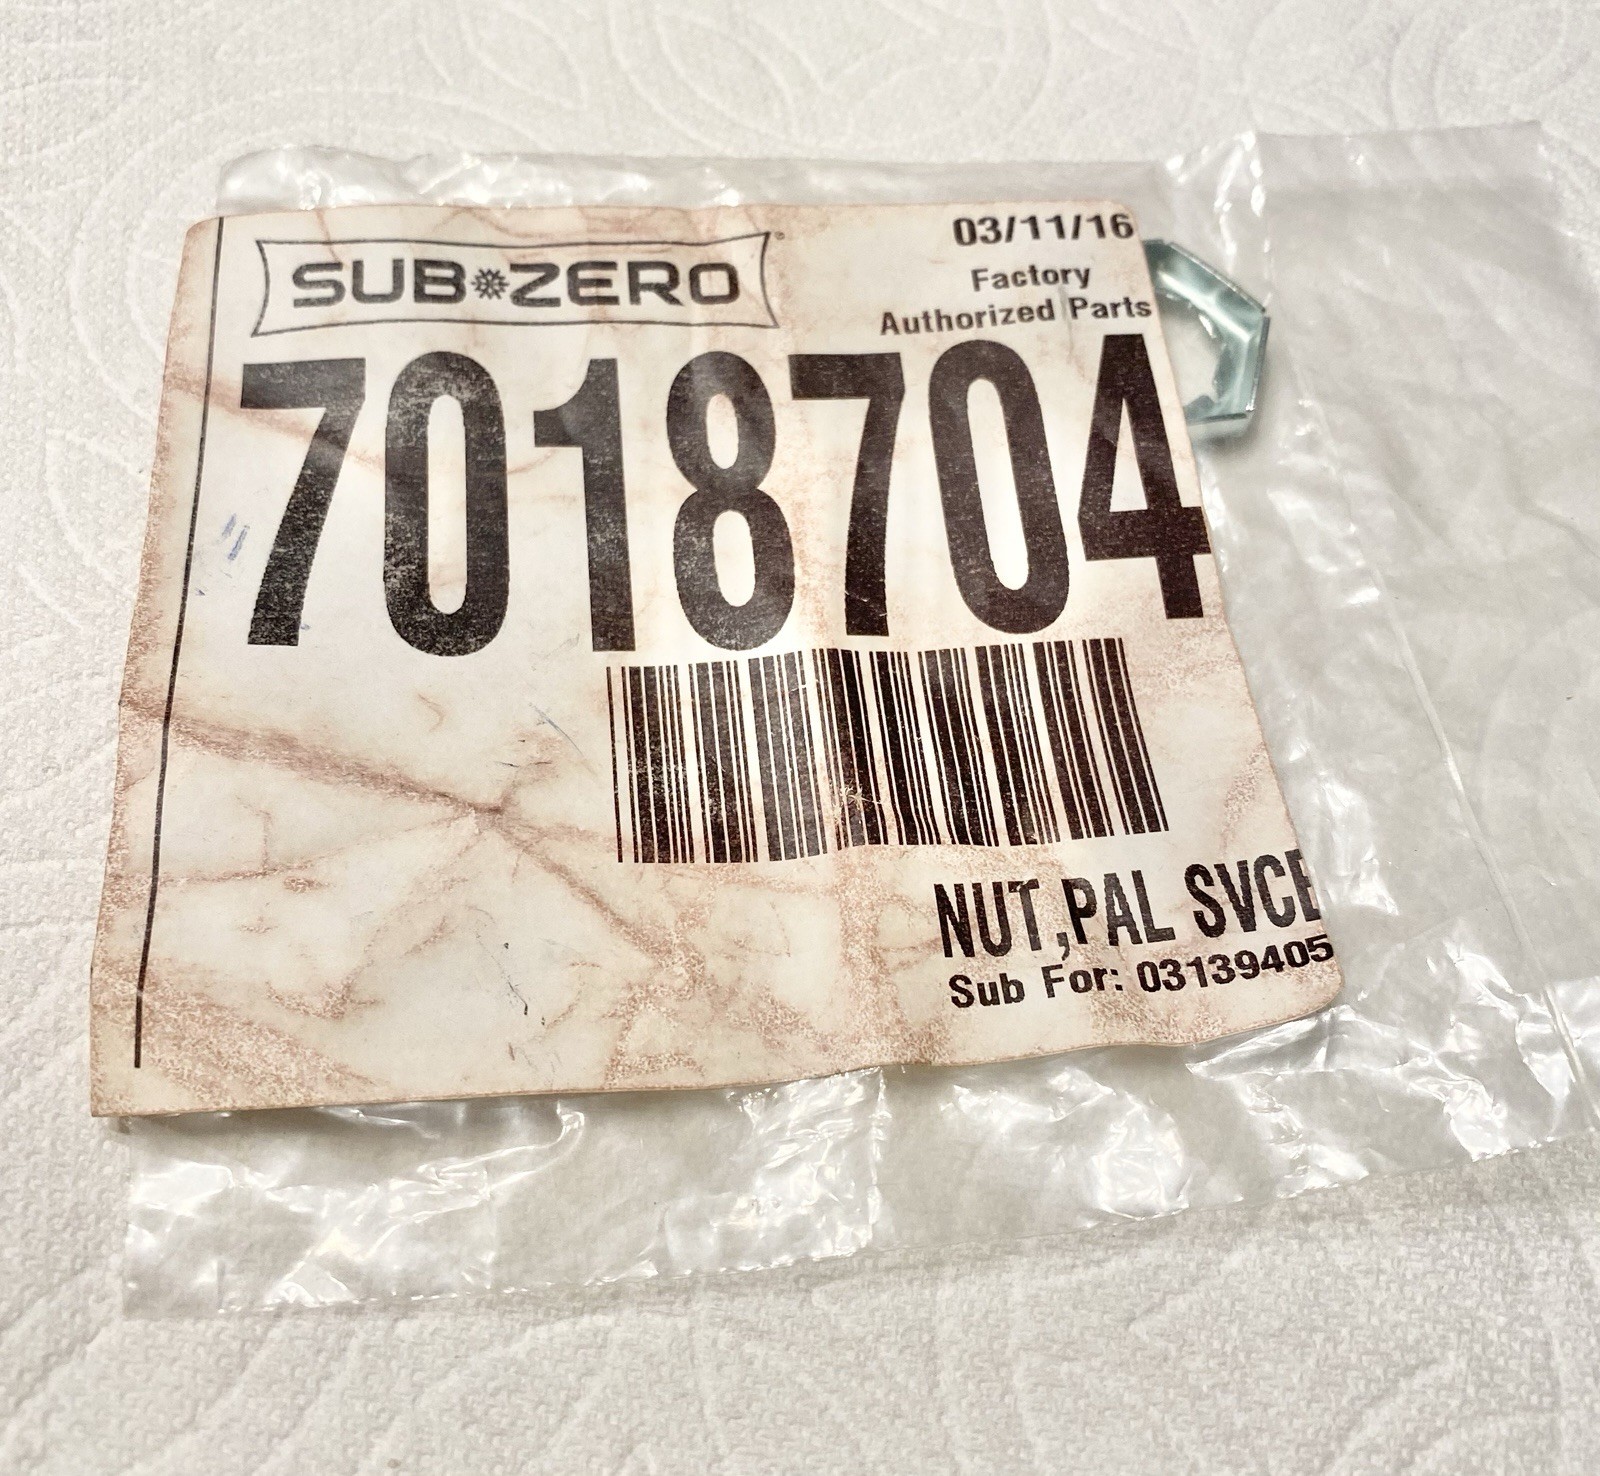 SUB ZERO
03/11/16
Factory
Authorized Parts
7018704
NUT,PAL SVCE
Sub For: 03139405